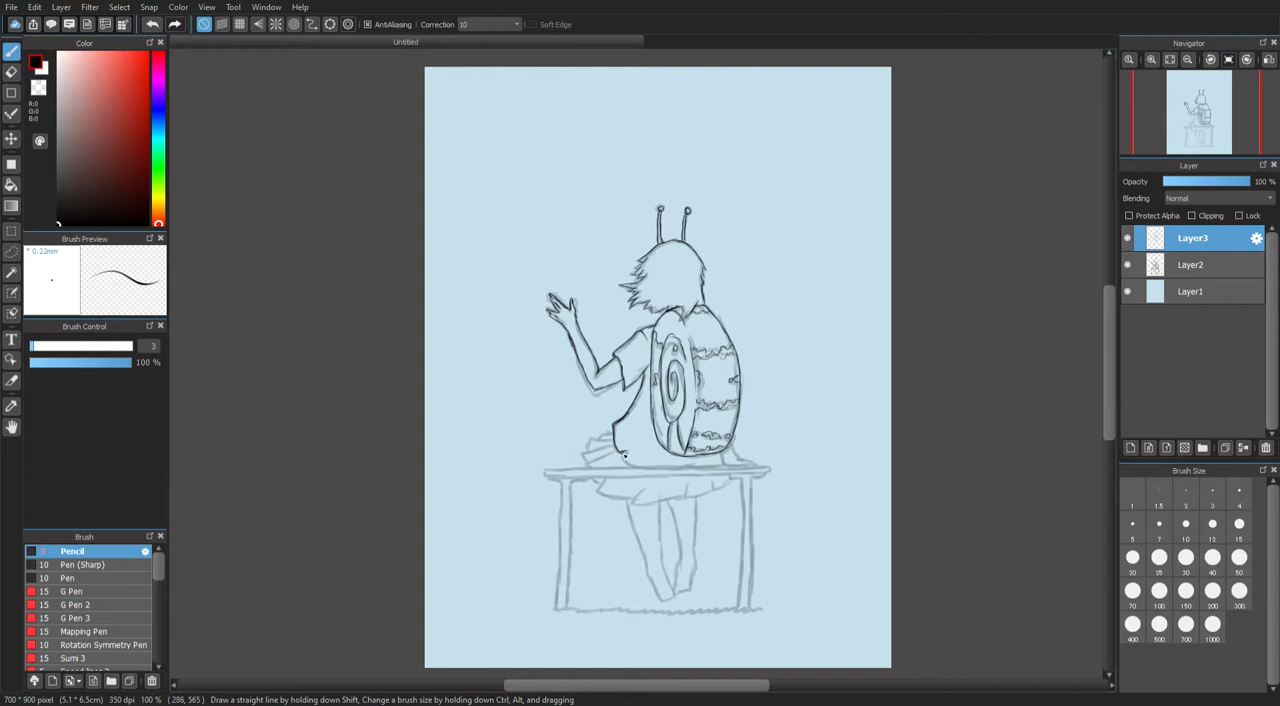 File Edit Layer Filter Select Snap Color View Tool Window Help
AntiAliasing Correction 10 Soft Edge
Color
Untitled
Navigator
R:0
G:0
B:0
Layer
Opacity 100 %
Blending Normal
Protect Alpha Clipping Lock
Layer3
Layer2
Layer1
Brush Preview
* 0.22mm
Brush Control
3
100 %
Brush
3 Pencil
10 Pen (Sharp)
10 Pen
15 G Pen
15 G Pen 2
15 G Pen 3
15 Mapping Pen
10 Rotation Symmetry Pen
15 Sumi 3
Brush Size
1 1.5 2 3 4
5 7 10 12 15
20 25 30 40 50
70 100 150 200 300
400 500 700 1000
700 * 900 pixel (5.1 * 6.5cm) 350 dpi 100 % ( 286, 565 ) Draw a straight line by holding down Shift, Change a brush size by holding down Ctrl, Alt, and dragging